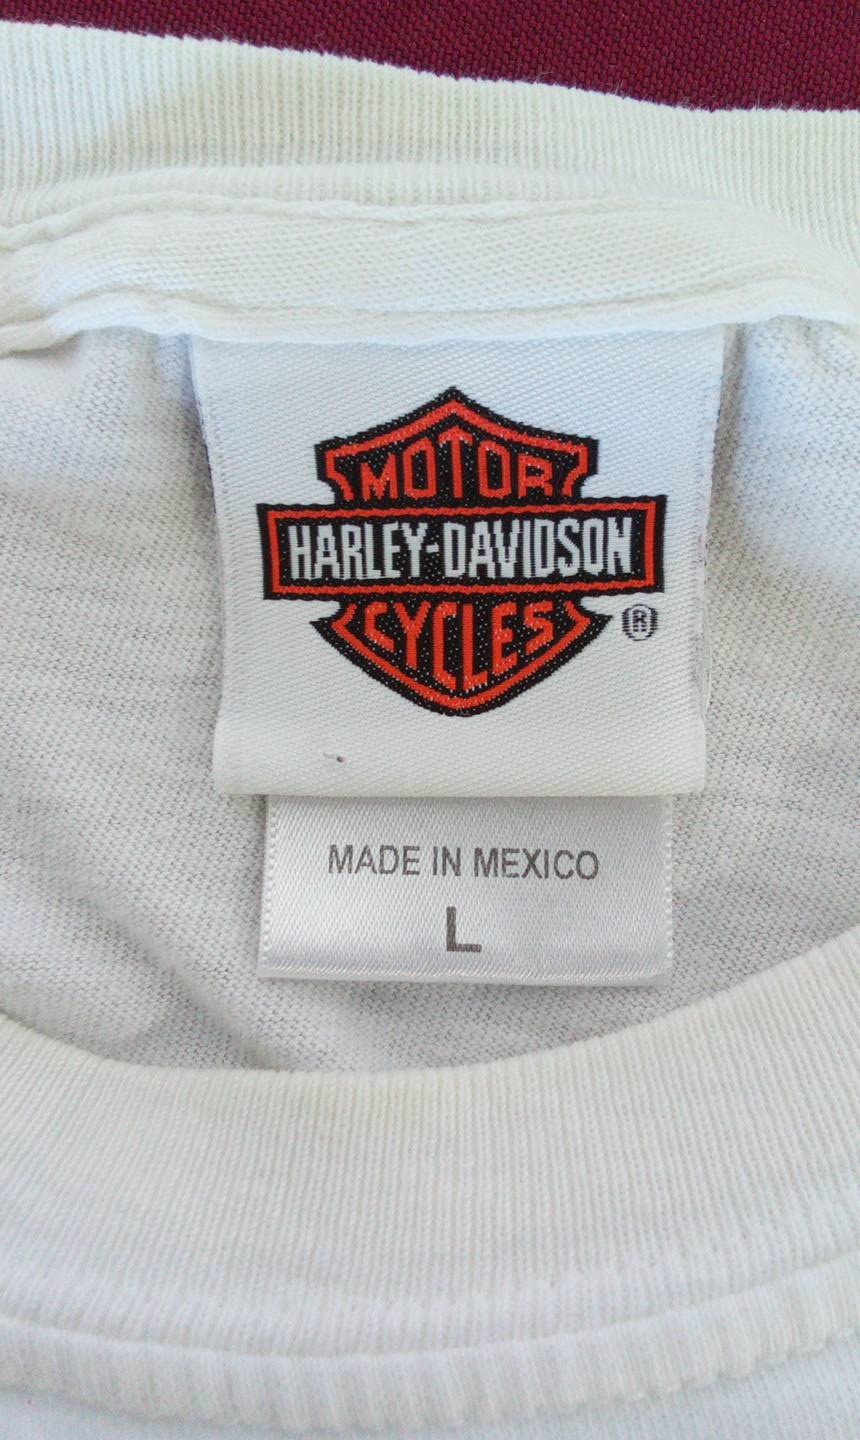 MOTOR
HARLEY-DAVIDSON
CYCLES ®
MADE IN MEXICO
L